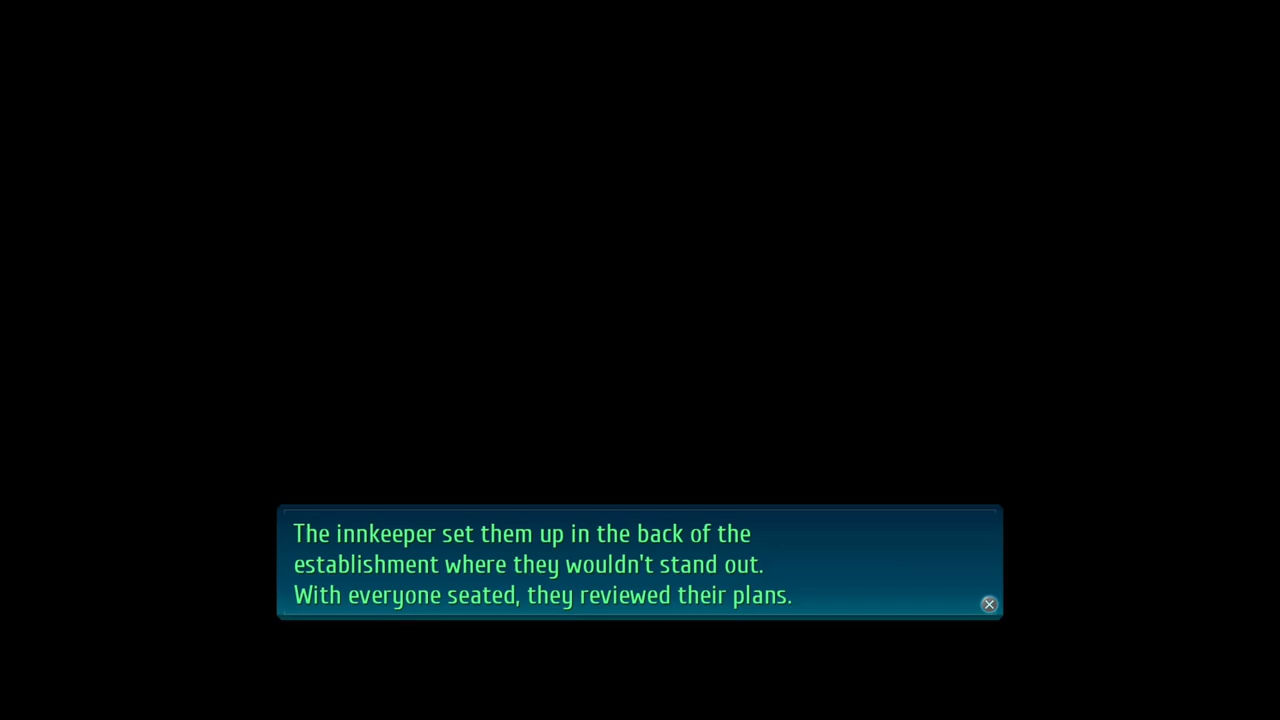 The innkeeper set them up in the back of the
establishment where they wouldn't stand out.
With everyone seated, they reviewed their plans.